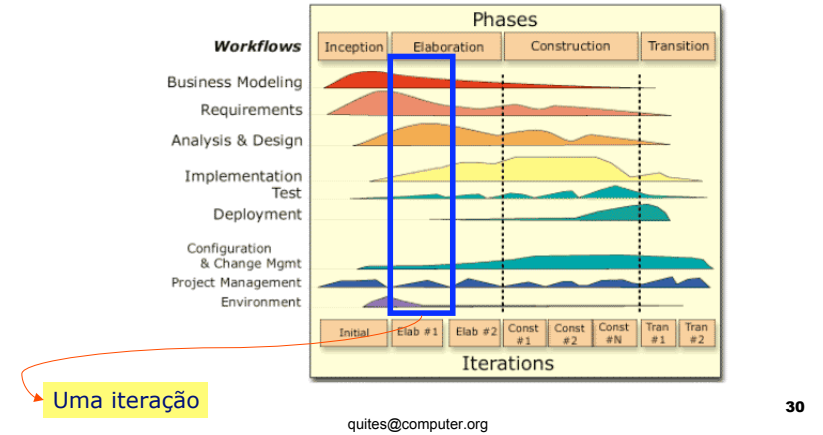 Phases
Workflows
Inception
Elaboration
Construction
Transition
Business Modeling
Requirements
Analysis & Design
Implementation
Test
Deployment
Configuration
& Change Mgmt
Project Management
Environment
Initial
Elab #1
Elab #2
Const
#1
Const
#2
Const
#N
Tran
#1
Tran
#2
Iterations
Uma iteração
quites@computer.org
30